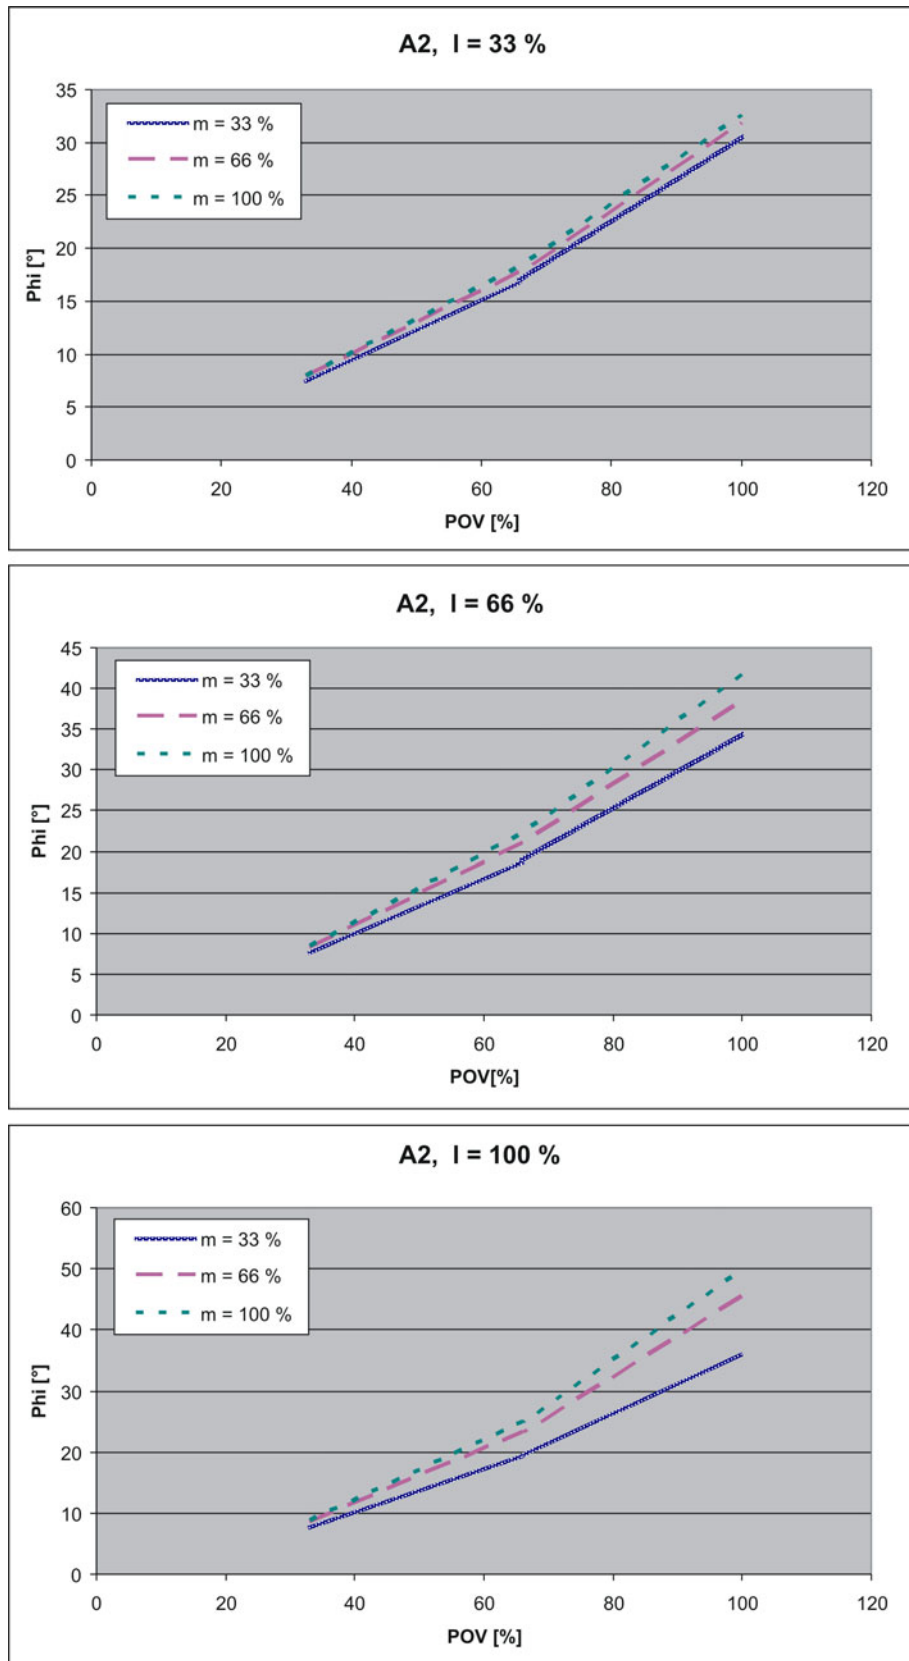 A2, I = 33 %
35
30
25
20
15
10
5
0
Phi [°]
m = 33 %
m = 66 %
m = 100 %
0 20 40 60 80 100 120
POV [%]
A2, I = 66 %
45
40
35
30
25
20
15
10
5
0
Phi [°]
m = 33 %
m = 66 %
m = 100 %
0 20 40 60 80 100 120
POV[%]
A2, I = 100 %
60
50
40
30
20
10
0
Phi [°]
m = 33 %
m = 66 %
m = 100 %
0 20 40 60 80 100 120
POV [%]